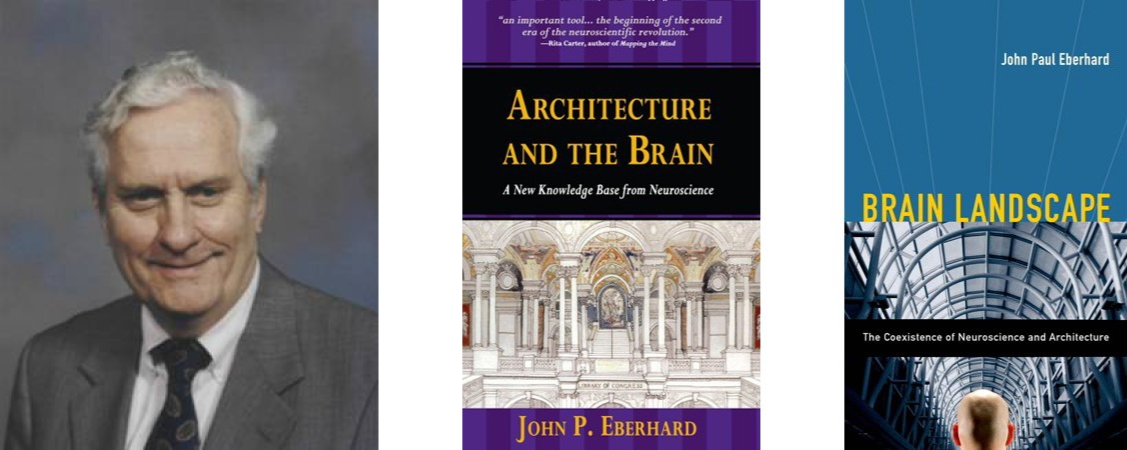 "an important tool... the beginning of the second
era of the neuroscientific revolution."
—Rita Carter, author of Mapping the Mind
ARCHITECTURE
AND THE BRAIN
A New Knowledge Base from Neuroscience
LIBRARY OF CONGRESS
JOHN P. EBERHARD
John Paul Eberhard
BRAIN LANDSCAPE
The Coexistence of Neuroscience and Architecture